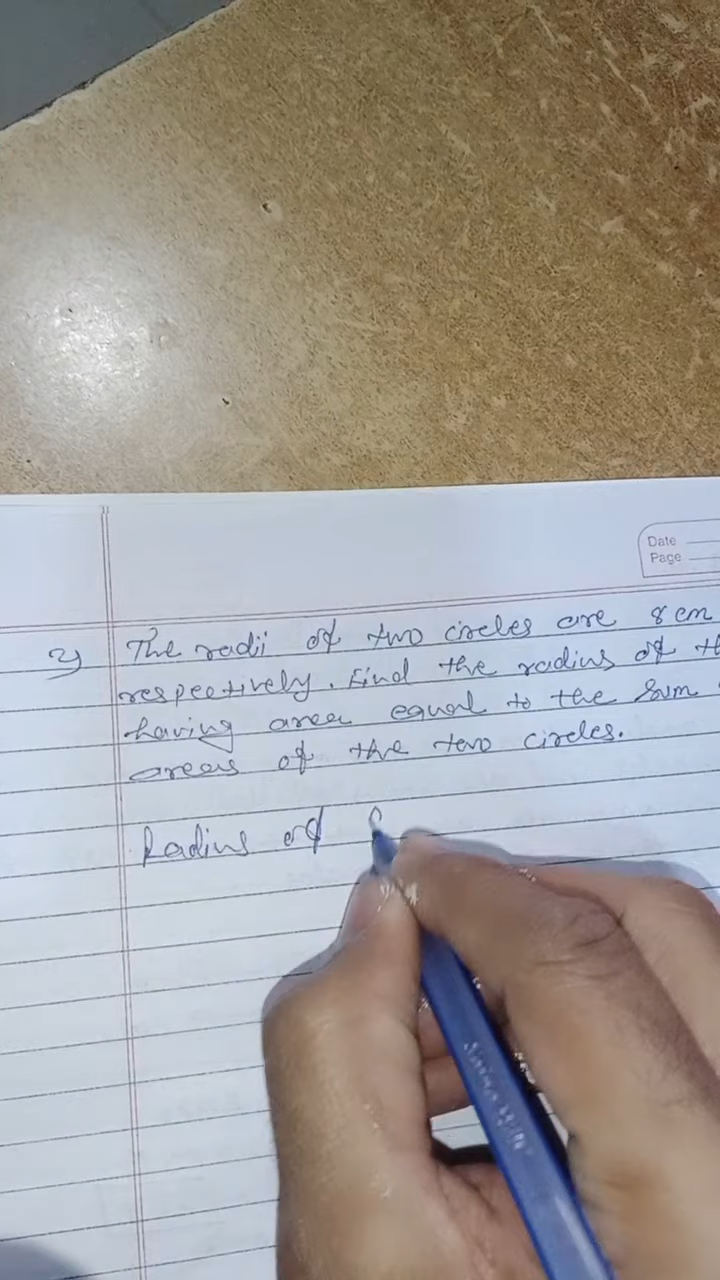 Date
Page
2) The radii of two circles are 8 cm
respectively. Find the radius of th
having area equal to the sum
areas of the two circles.
Radius of